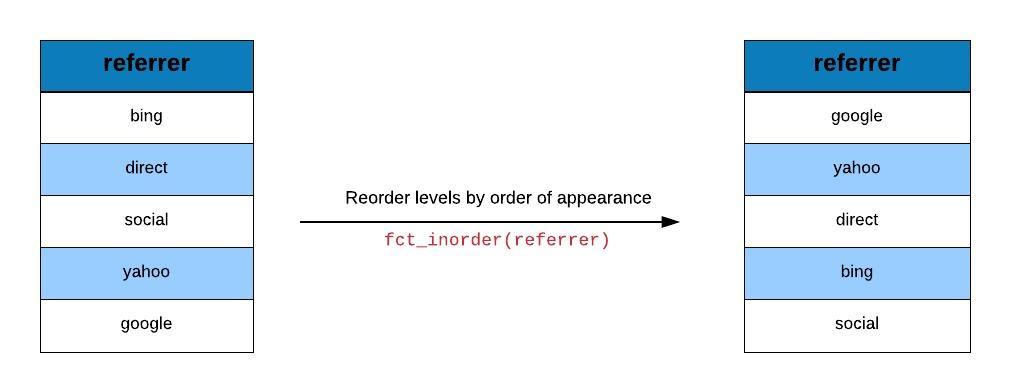 referrer
bing
direct
social
yahoo
google
Reorder levels by order of appearance
fct_inorder(referrer)
referrer
google
yahoo
direct
bing
social